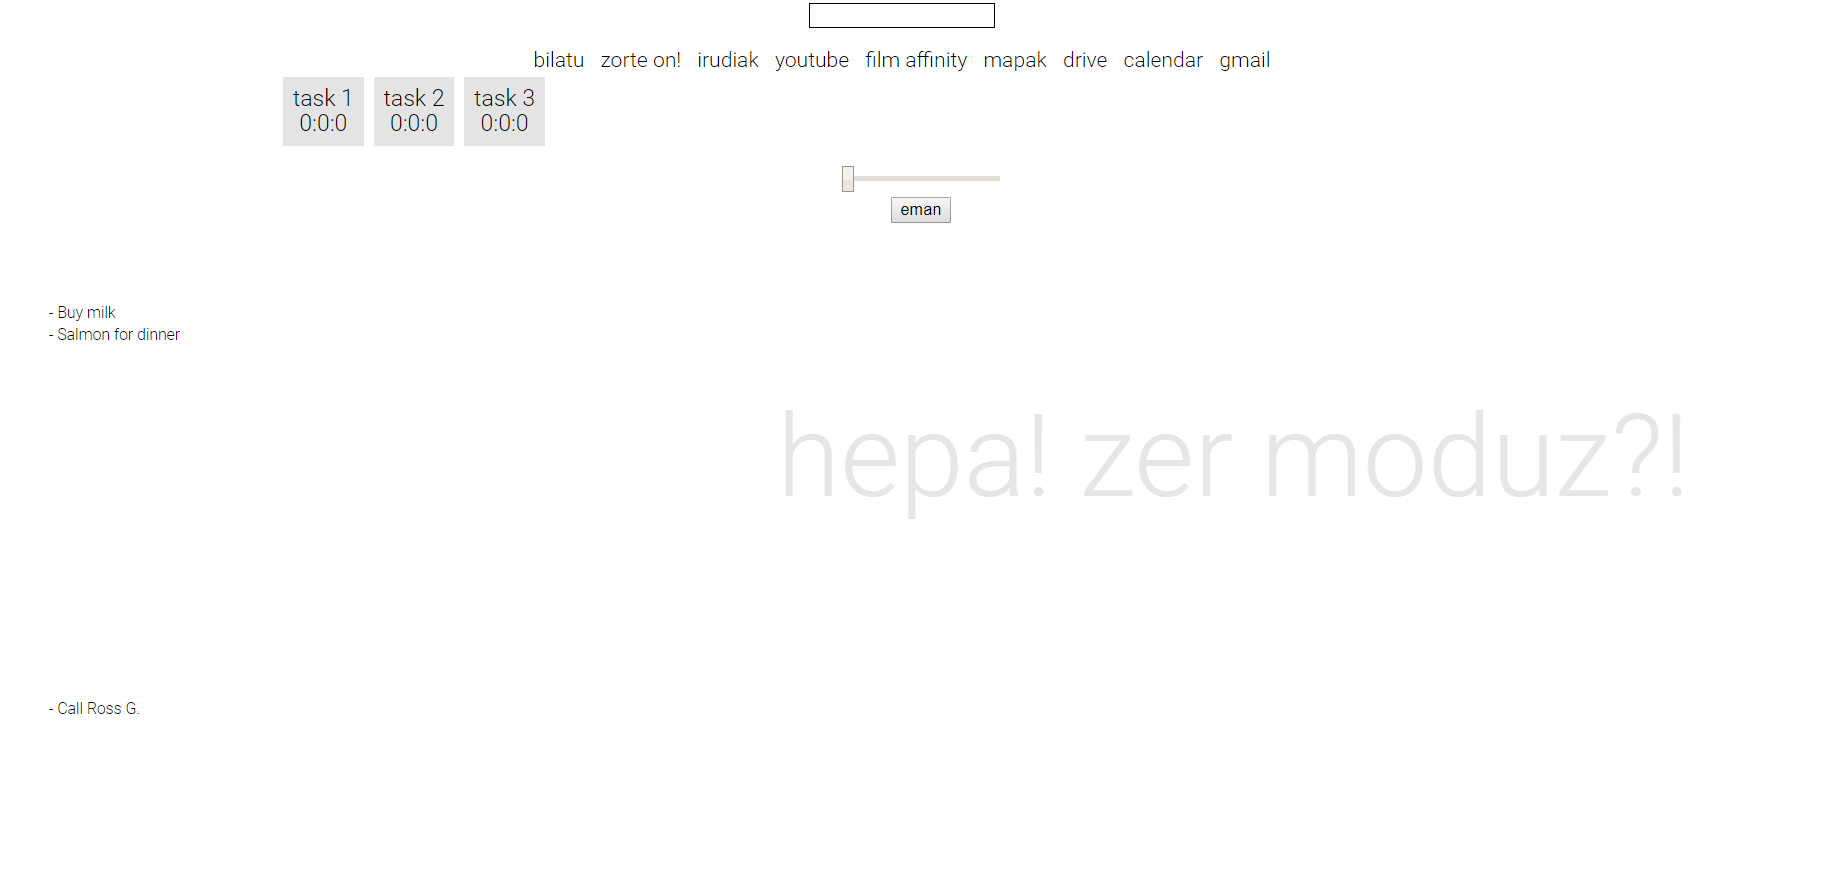 bilatu zorte on! irudiak youtube film affinity mapak drive calendar gmail
task 1 task 2 task 3
0:0:0 0:0:0 0:0:0
eman
- Buy milk
- Salmon for dinner
hepa! zer moduz?!
- Call Ross G.